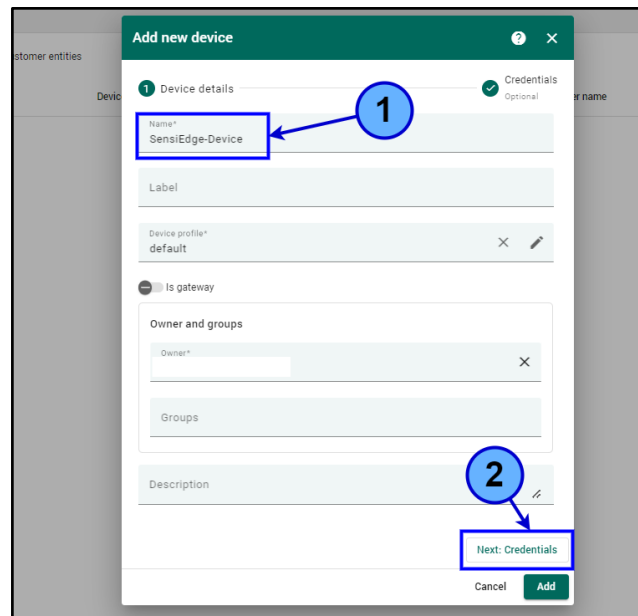 Add new device
?
stomer entities
Devic
1 Device details
Credentials
Optional
er name
1
Name*
SensiEdge-Device
Label
Device profile*
default
Is gateway
Owner and groups
Owner*
Groups
Description
2
Next: Credentials
Cancel
Add